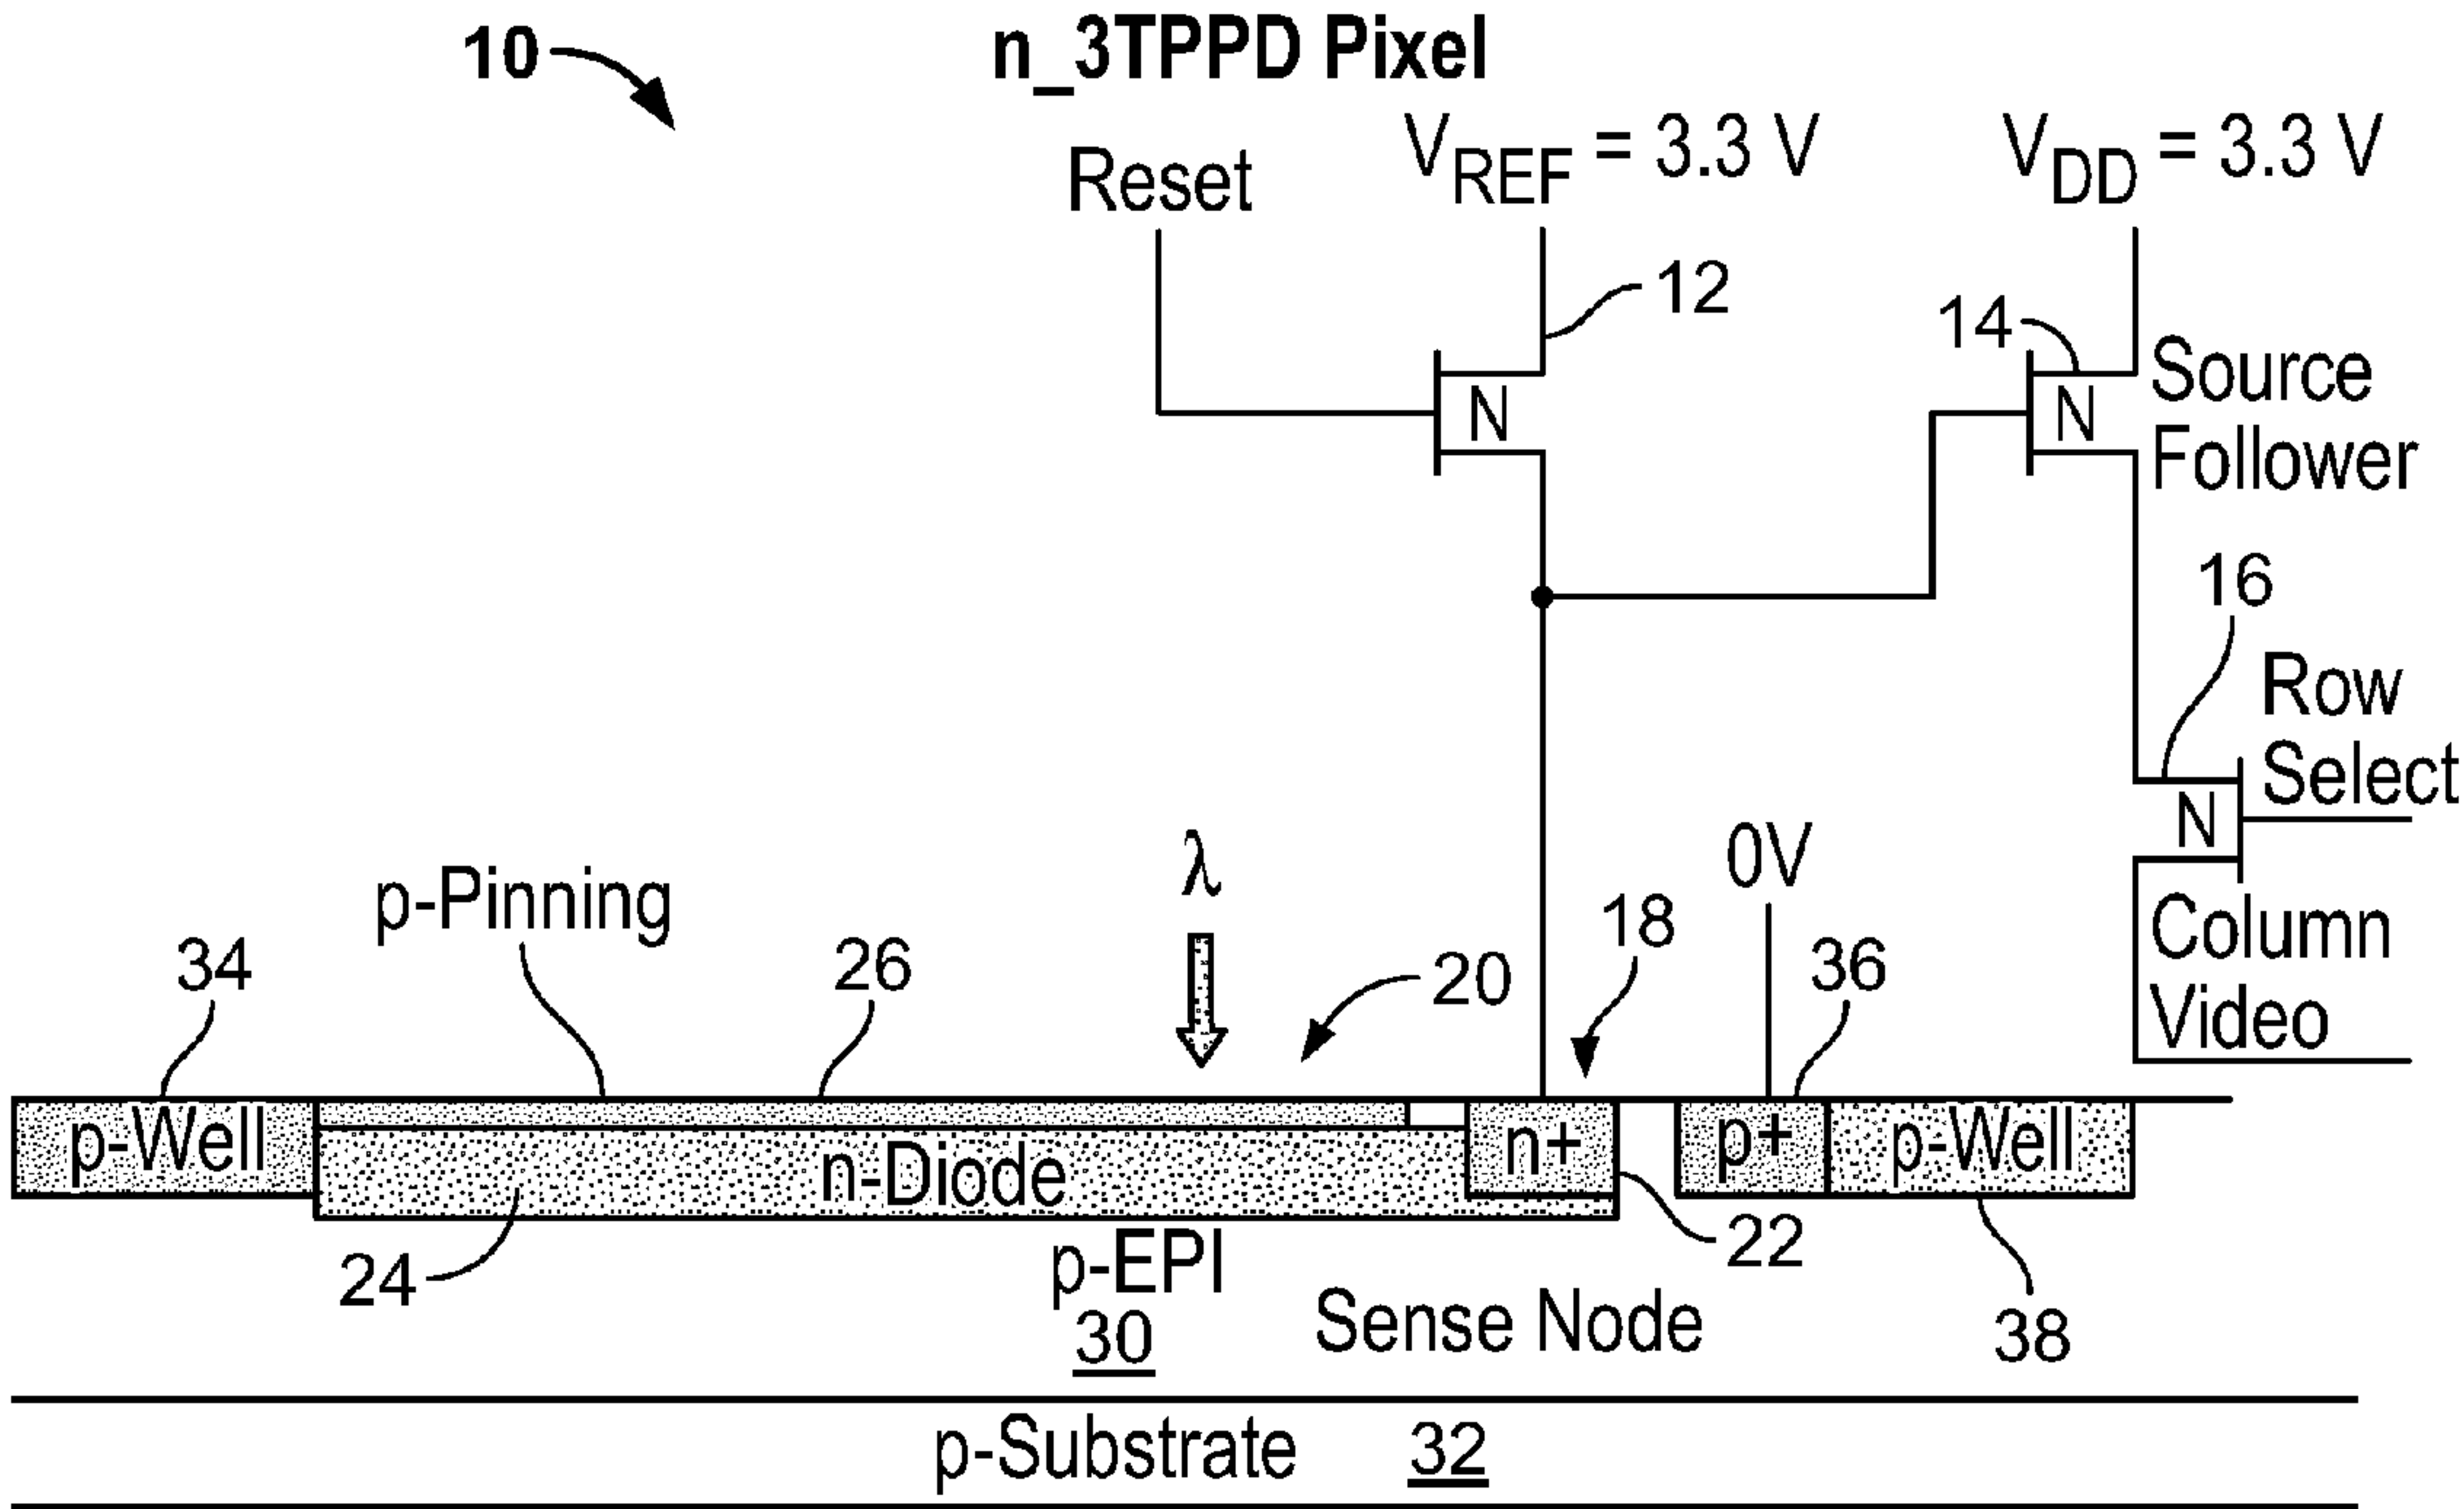 10
n_3TPPD Pixel
Reset
VREF = 3.3 V
VDD = 3.3 V
12
14
N
N
Source
Follower
16
Row
Select
N
λ
0V
p-Pinning
34
26
20
18
36
Column
Video
p-Well
n-Diode
n+
p+
p-Well
24
p-EPI
30
22
Sense Node
38
p-Substrate 32